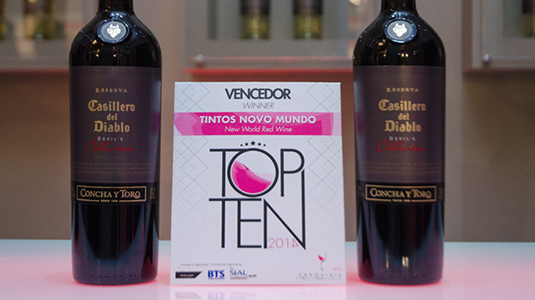 RESERVA
Casillero
del
Diablo
DEVIL'S
Collection
CONCHA Y TORO
VENCEDOR
WINNER
TINTOS NOVO MUNDO
New World Red Wine
TOP
TEN
BTS
SIAL
EXPOVINIS
RESERVA
Casillero
del
Diablo
DEVIL'S
Collection
CONCHA Y TORO